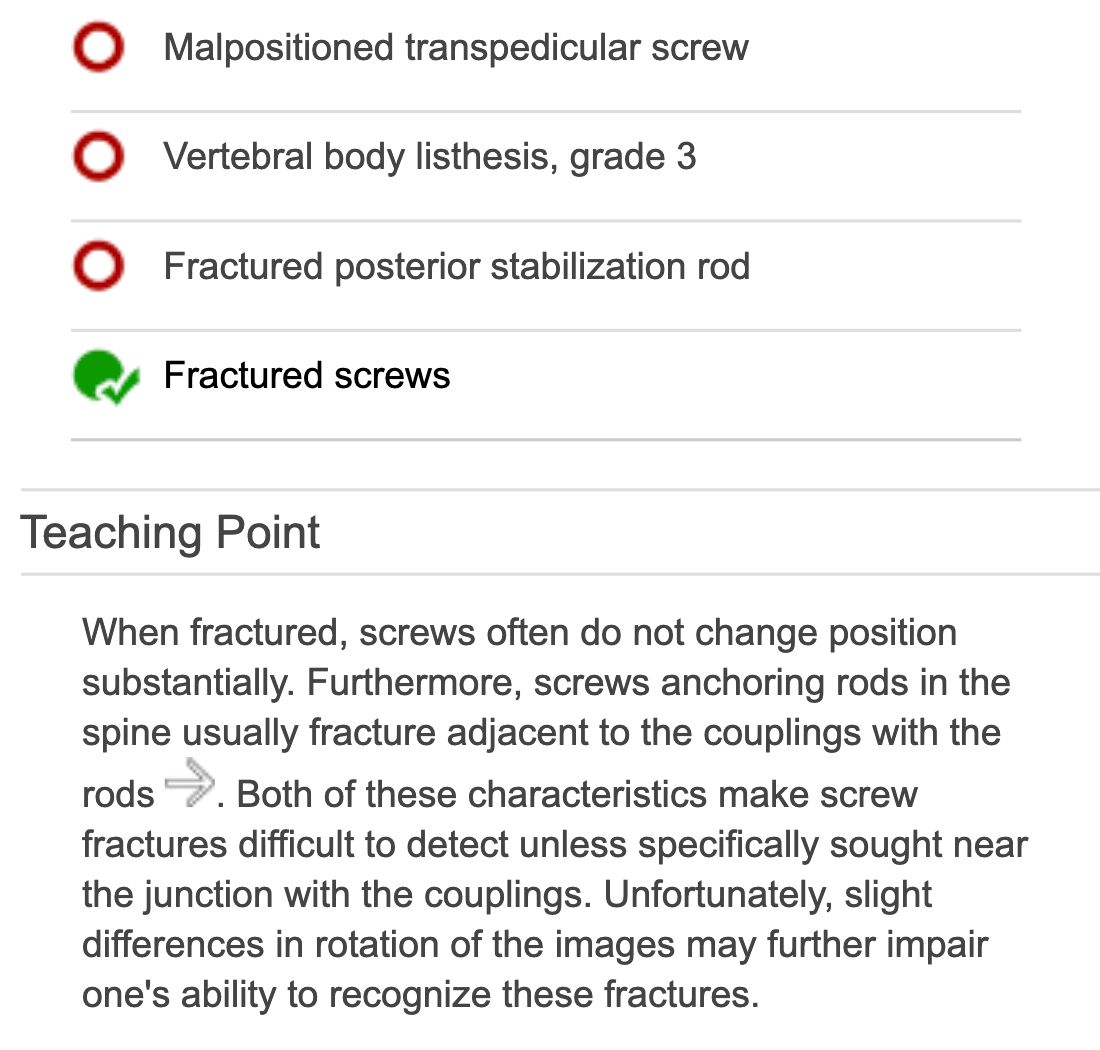 Malpositioned transpedicular screw
Vertebral body listhesis, grade 3
Fractured posterior stabilization rod
Fractured screws
Teaching Point
When fractured, screws often do not change position
substantially. Furthermore, screws anchoring rods in the
spine usually fracture adjacent to the couplings with the
rods . Both of these characteristics make screw
fractures difficult to detect unless specifically sought near
the junction with the couplings. Unfortunately, slight
differences in rotation of the images may further impair
one's ability to recognize these fractures.